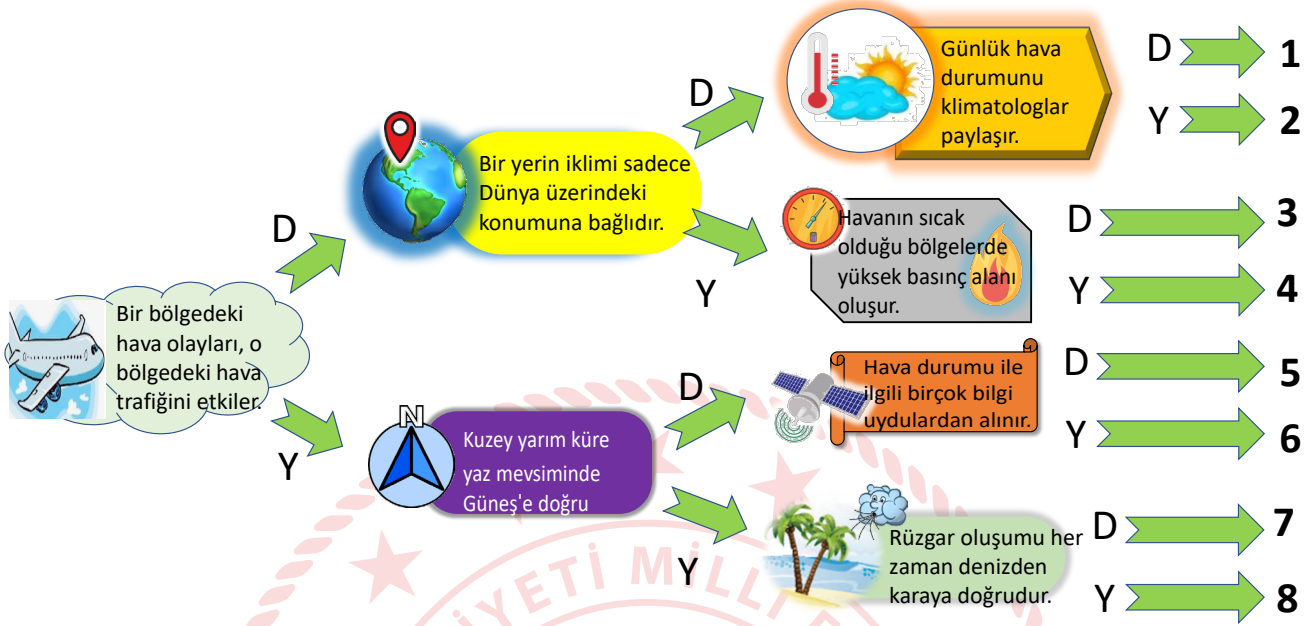 Bir bölgedeki
hava olayları, o
bölgedeki hava
trafiğini etkiler.
D
Y
Bir yerin iklimi sadece
Dünya üzerindeki
konumuna bağlıdır.
D
Y
N
Kuzey yarım küre
yaz mevsiminde
Güneş'e doğru
D
Y
Günlük hava
durumunu
klimatologlar
paylaşır.
D
1
Y
2
Havanın sıcak
olduğu bölgelerde
yüksek basınç alanı
oluşur.
D
3
Y
4
Hava durumu ile
ilgili birçok bilgi
uydulardan alınır.
D
5
Y
6
Rüzgar oluşumu her
zaman denizden
karaya doğrudur.
D
7
Y
8
İYETİ MİLL